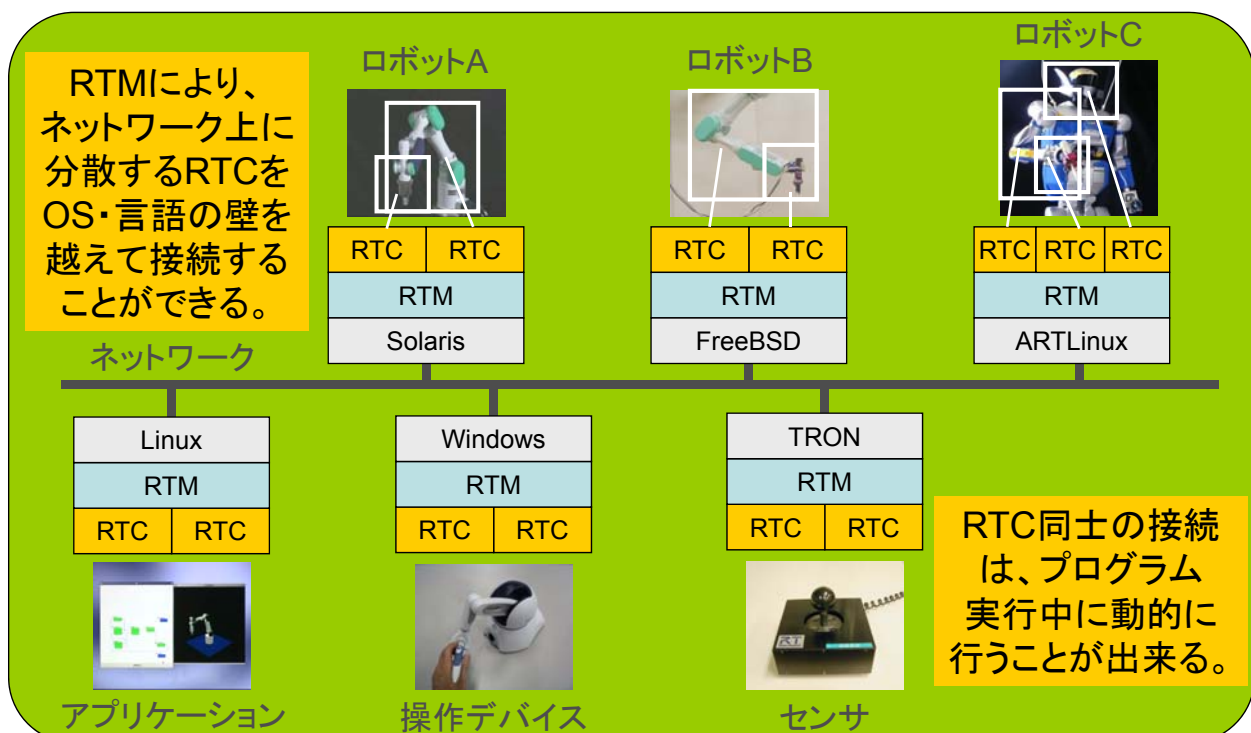 ロボットA
ロボットB
ロボットC
RTMにより、
ネットワーク上に
分散するRTCを
OS・言語の壁を
越えて接続する
ことができる。
RTC RTC
RTM
Solaris
RTC RTC
RTM
FreeBSD
RTC RTC RTC
RTM
ARTLinux
ネットワーク
Linux
RTM
RTC RTC
アプリケーション
Windows
RTM
RTC RTC
操作デバイス
TRON
RTM
RTC RTC
RT
センサ
RTC同士の接続
は、プログラム
実行中に動的に
行うことが出来る。